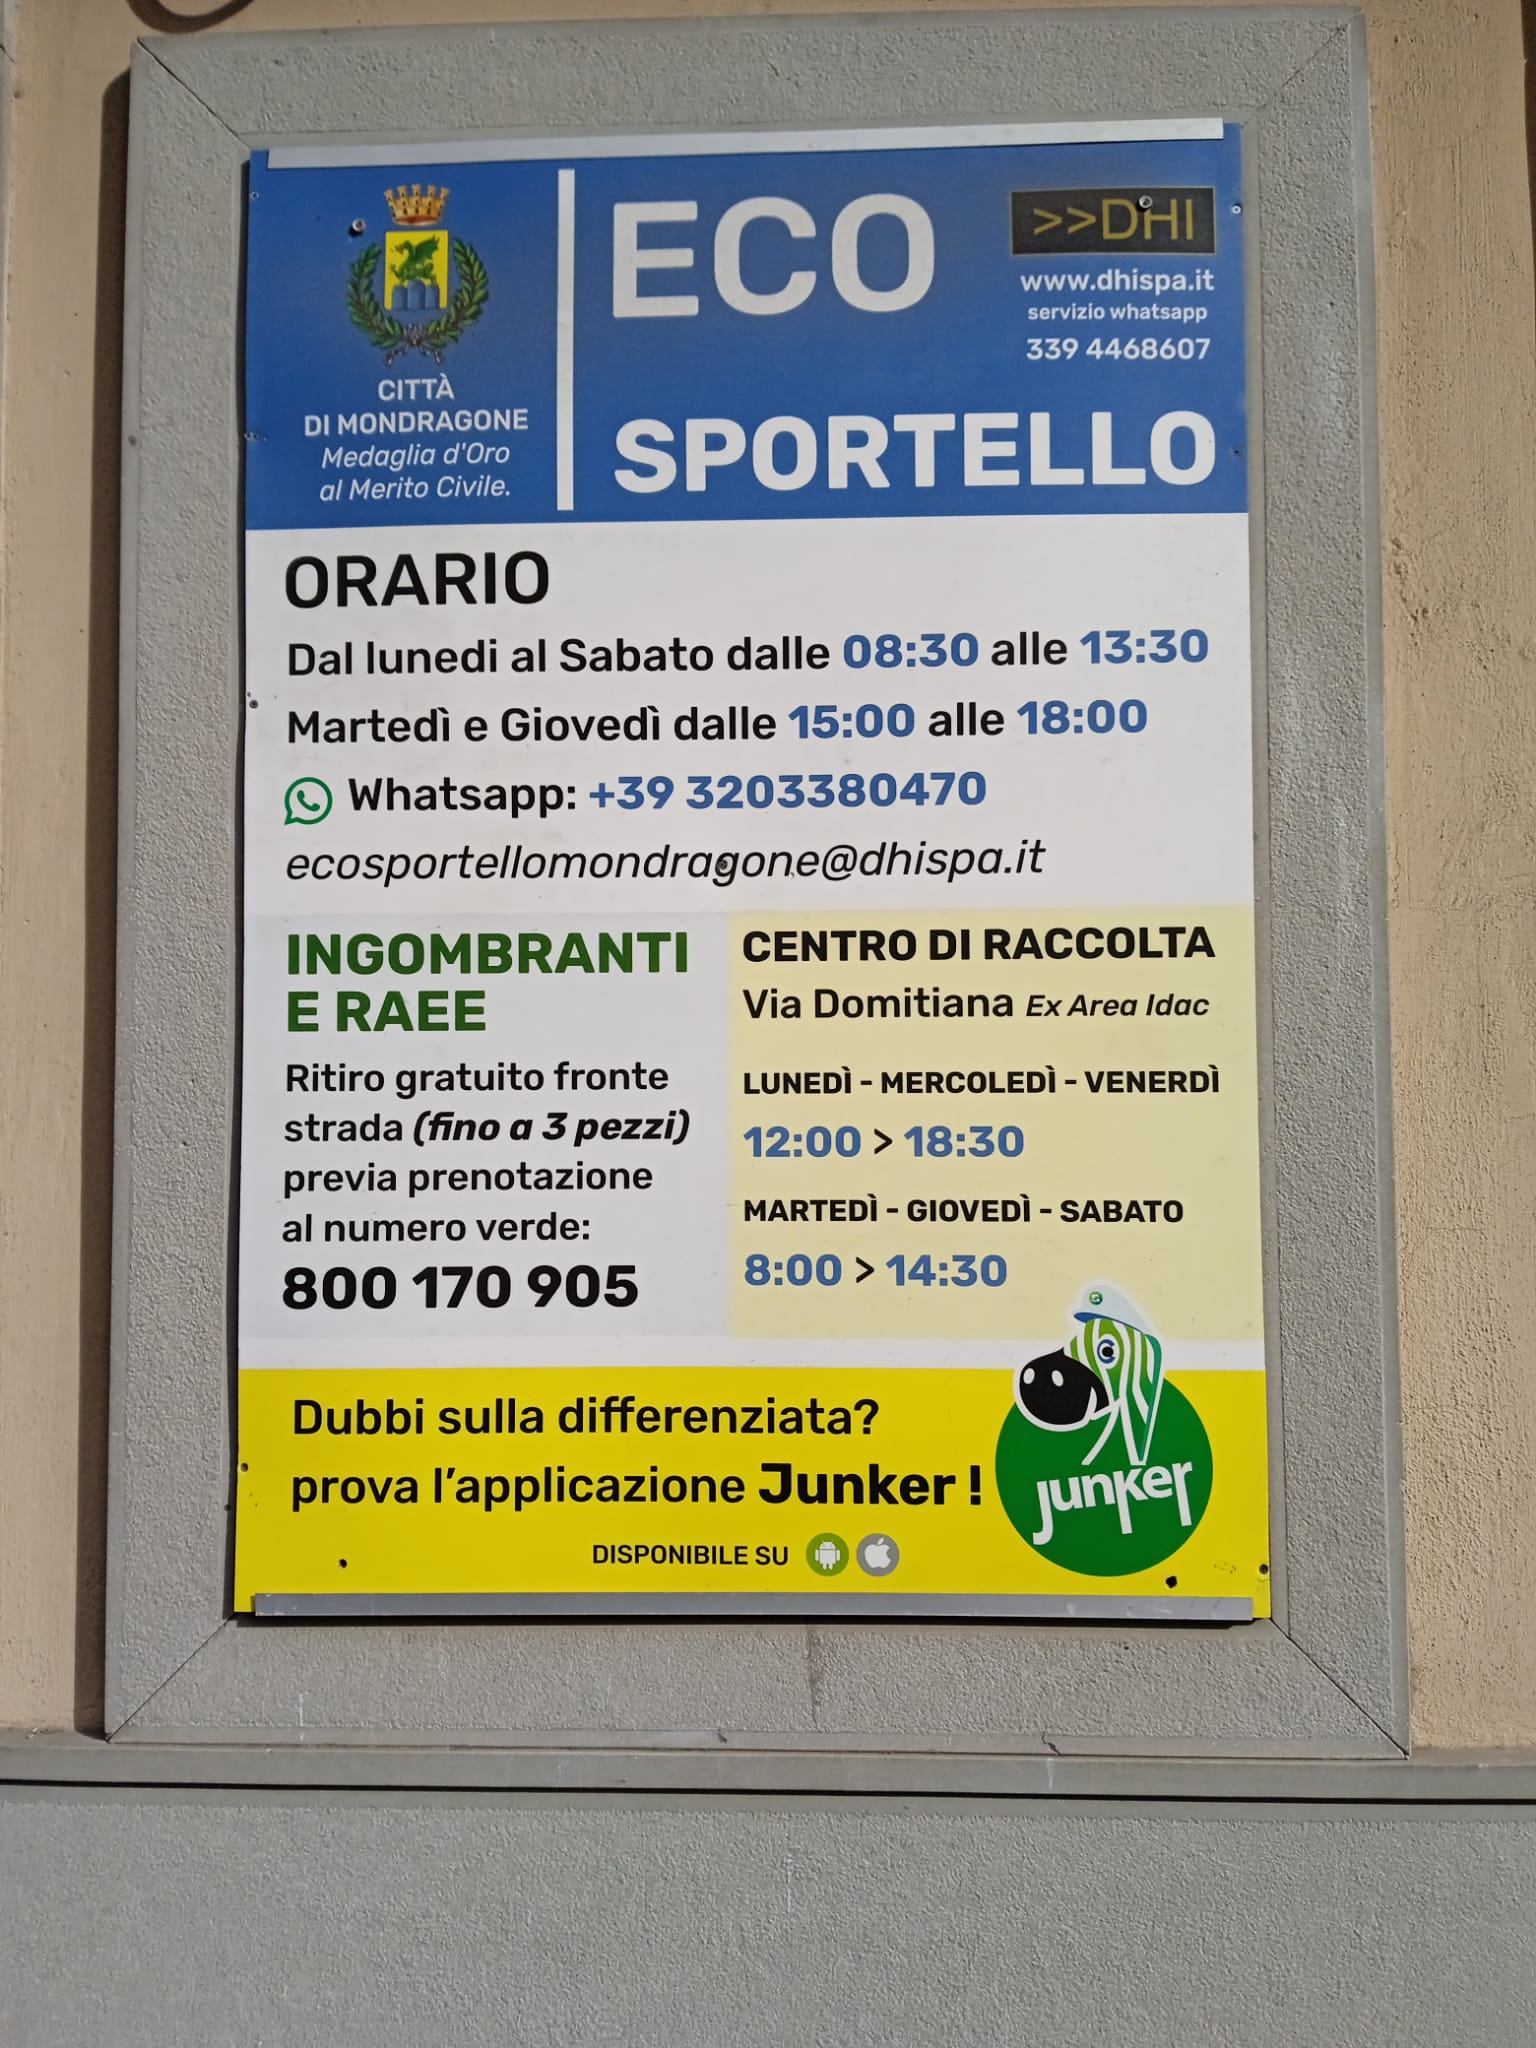 CITTÀ
DI MONDRAGONE
Medaglia d'Oro
al Merito Civile.
ECO
SPORTELLO
>>DHI
www.dhispa.it
servizio whatsapp
339 4468607
ORARIO
Dal lunedi al Sabato dalle 08:30 alle 13:30
Martedì e Giovedì dalle 15:00 alle 18:00
Whatsapp: +39 3203380470
ecosportellomondragone@dhispa.it
INGOMBRANTI
E RAEE
Ritiro gratuito fronte
strada (fino a 3 pezzi)
previa prenotazione
al numero verde:
800 170 905
CENTRO DI RACCOLTA
Via Domitiana Ex Area Idac
LUNEDÌ - MERCOLEDÌ - VENERDÌ
12:00 > 18:30
MARTEDÌ - GIOVEDÌ - SABATO
8:00 > 14:30
Dubbi sulla differenziata?
prova l'applicazione Junker !
DISPONIBILE SU
junker